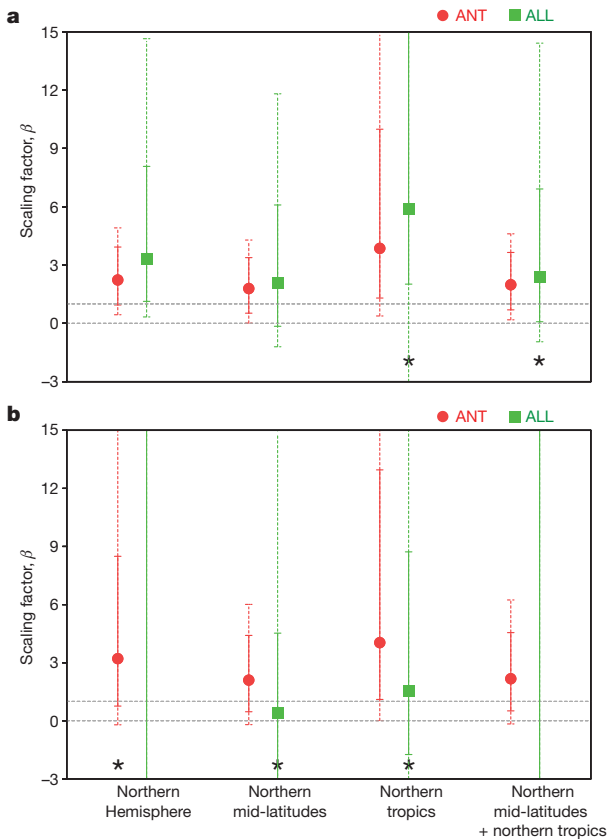 a
ANT ALL
15
12
9
6
3
0
–3
Scaling factor, β
*
*
b
ANT ALL
15
12
9
6
3
0
–3
Scaling factor, β
*
*
*
Northern
Hemisphere
Northern
mid-latitudes
Northern
tropics
Northern
mid-latitudes
+ northern tropics